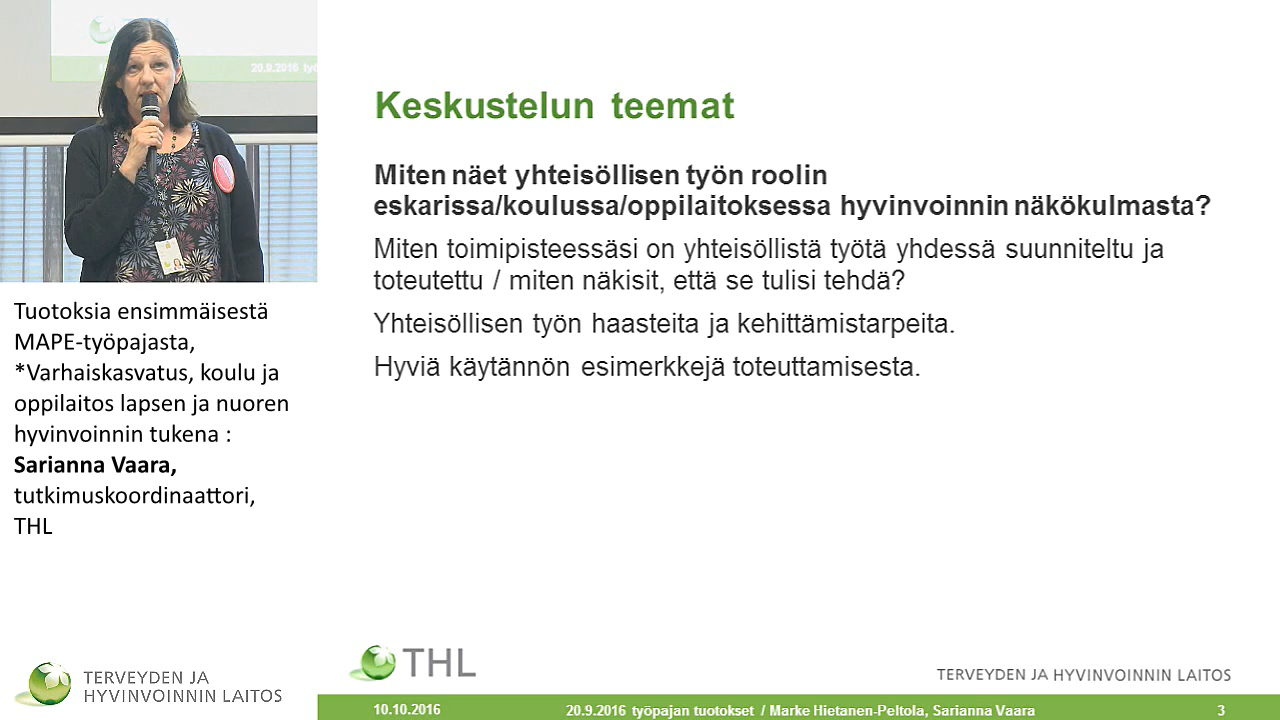 20.9.2016 työ
Tuotoksia ensimmäisestä
MAPE-työpajasta,
*Varhaiskasvatus, koulu ja
oppilaitos lapsen ja nuoren
hyvinvoinnin tukena :
Sarianna Vaara,
tutkimuskoordinaattori,
THL
TERVEYDEN JA
HYVINVOINNIN LAITOS
Keskustelun teemat
Miten näet yhteisöllisen työn roolin
eskarissa/koulussa/oppilaitoksessa hyvinvoinnin näkökulmasta?
Miten toimipisteessäsi on yhteisöllistä työtä yhdessä suunniteltu ja
toteutettu / miten näkisit, että se tulisi tehdä?
Yhteisöllisen työn haasteita ja kehittämistarpeita.
Hyviä käytännön esimerkkejä toteuttamisesta.
THL
TERVEYDEN JA HYVINVOINNIN LAITOS
10.10.2016
20.9.2016 työpajan tuotokset / Marke Hietanen-Peltola, Sarianna Vaara
3